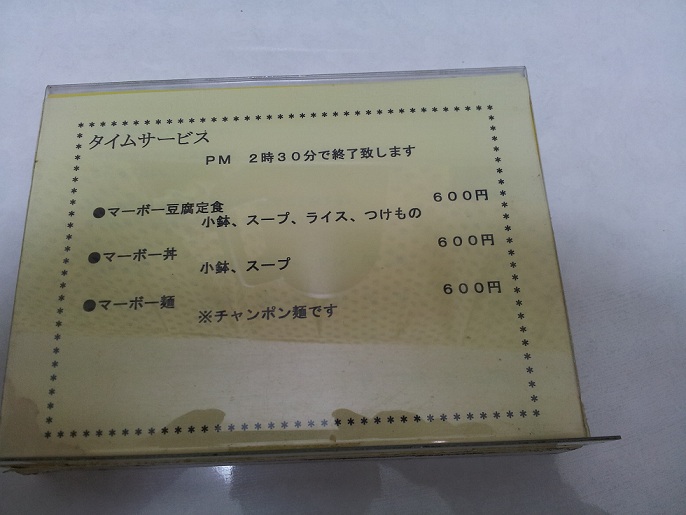 タイムサービス
PM 2時30分で終了致します
●マーボー豆腐定食 600円
小鉢、スープ、ライス、つけもの
●マーボー丼 600円
小鉢、スープ
●マーボー麺 600円
※チャンポン麺です